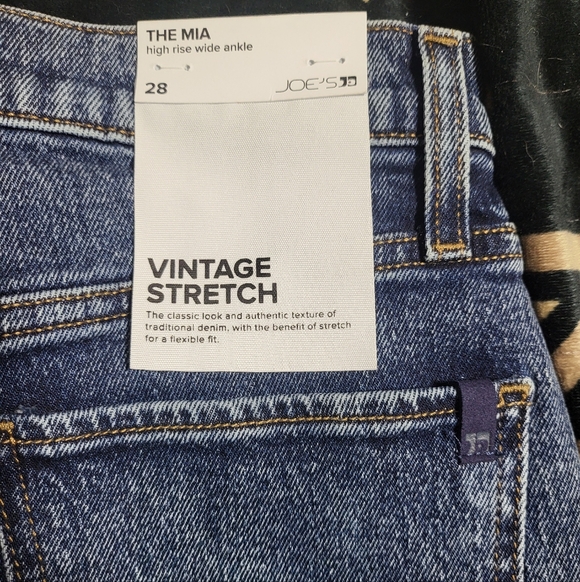 THE MIA
high rise wide ankle
28
JOE'S
VINTAGE
STRETCH
The classic look and authentic texture of
traditional denim, with the benefit of stretch
for a flexible fit.